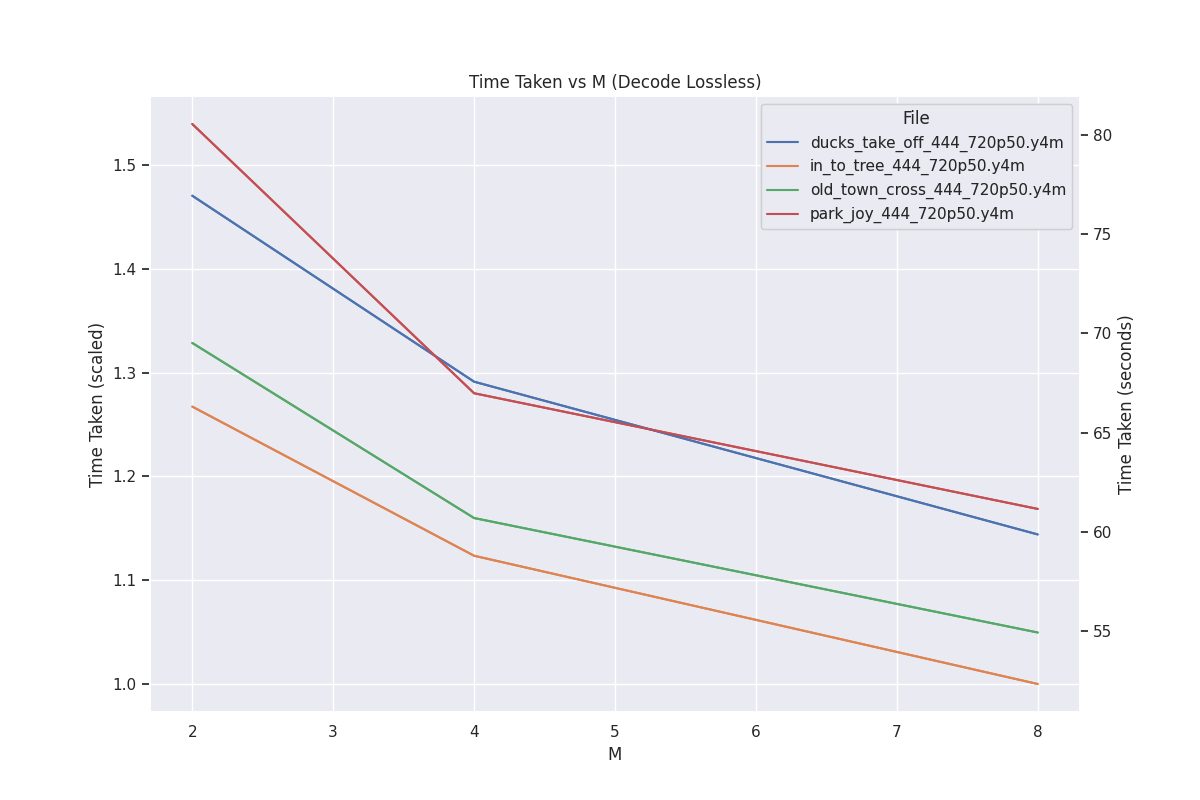 Time Taken vs M (Decode Lossless)
File
ducks_take_off_444_720p50.y4m
in_to_tree_444_720p50.y4m
old_town_cross_444_720p50.y4m
park_joy_444_720p50.y4m
Time Taken (scaled)
1.5
1.4
1.3
1.2
1.1
1.0
80
75
70
65
60
55
Time Taken (seconds)
2 3 4 5 6 7 8
M